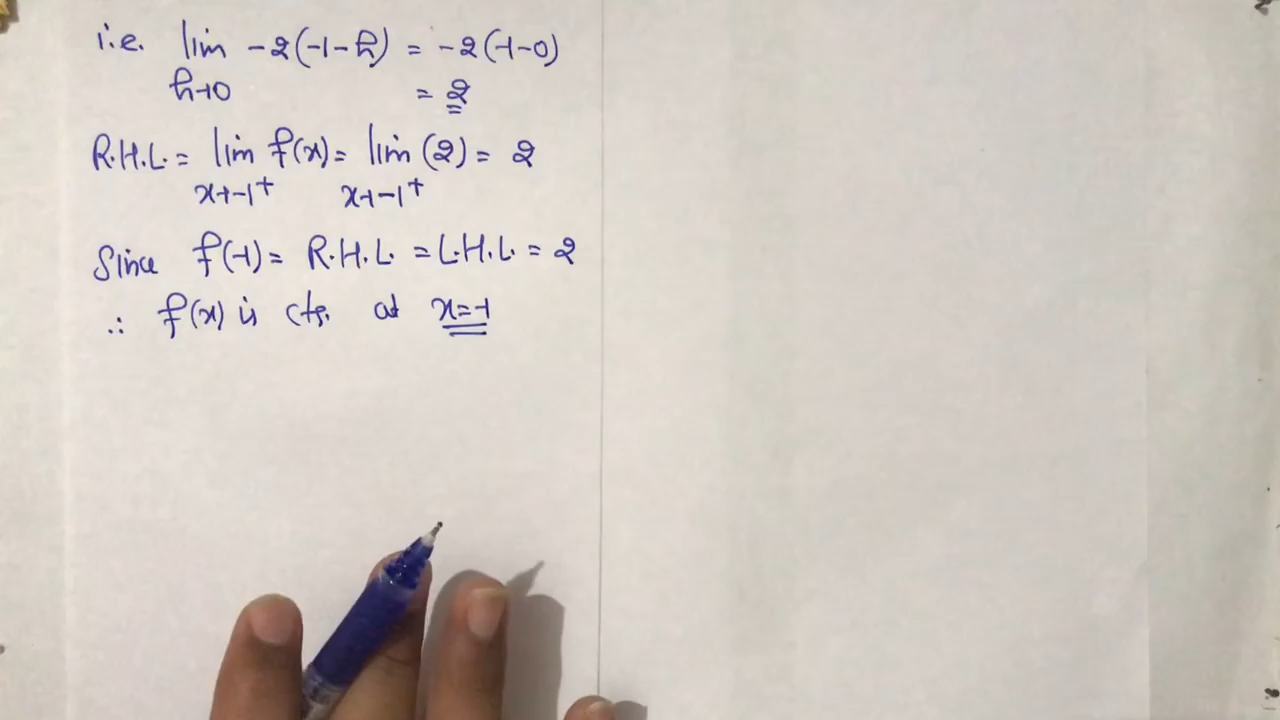 i.e. lim -2(-1-h) = -2(-1-0)
h→0 = 2
R.H.L. = lim f(x) = lim (2) = 2
x→-1+ x→-1+
Since f(-1) = R.H.L. = L.H.L. = 2
∴ f(x) is cts. at x=-1